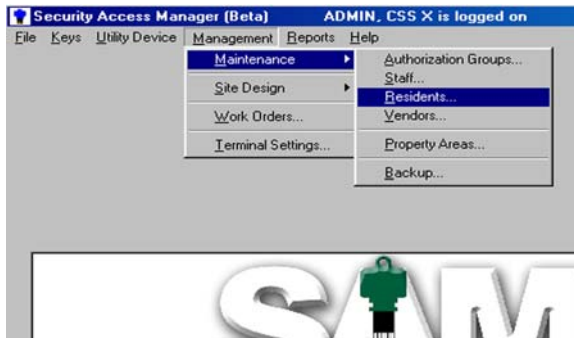 Security Access Manager (Beta) ADMIN, CSS X is logged on
File Keys Utility Device Management Reports Help
Maintenance
Site Design
Work Orders...
Terminal Settings...
Authorization Groups...
Staff...
Residents...
Vendors...
Property Areas...
Backup...
SAM